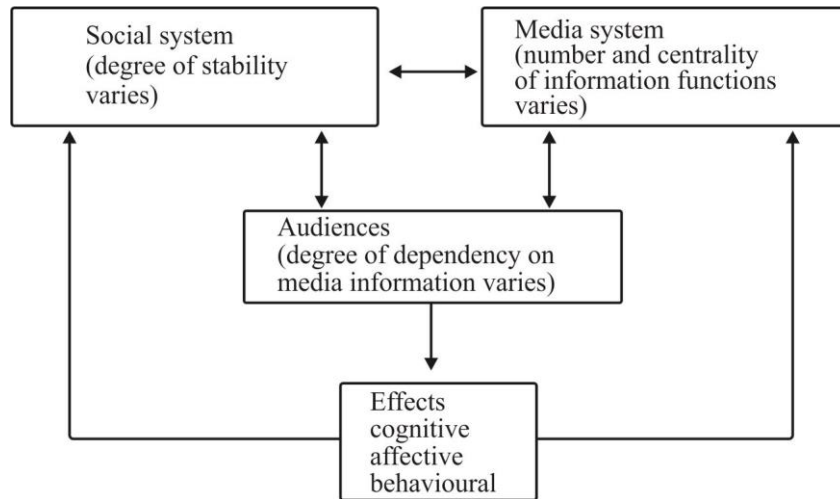 Social system
(degree of stability
varies)
Media system
(number and centrality
of information functions
varies)
Audiences
(degree of dependency on
media information varies)
Effects
cognitive
affective
behavioural